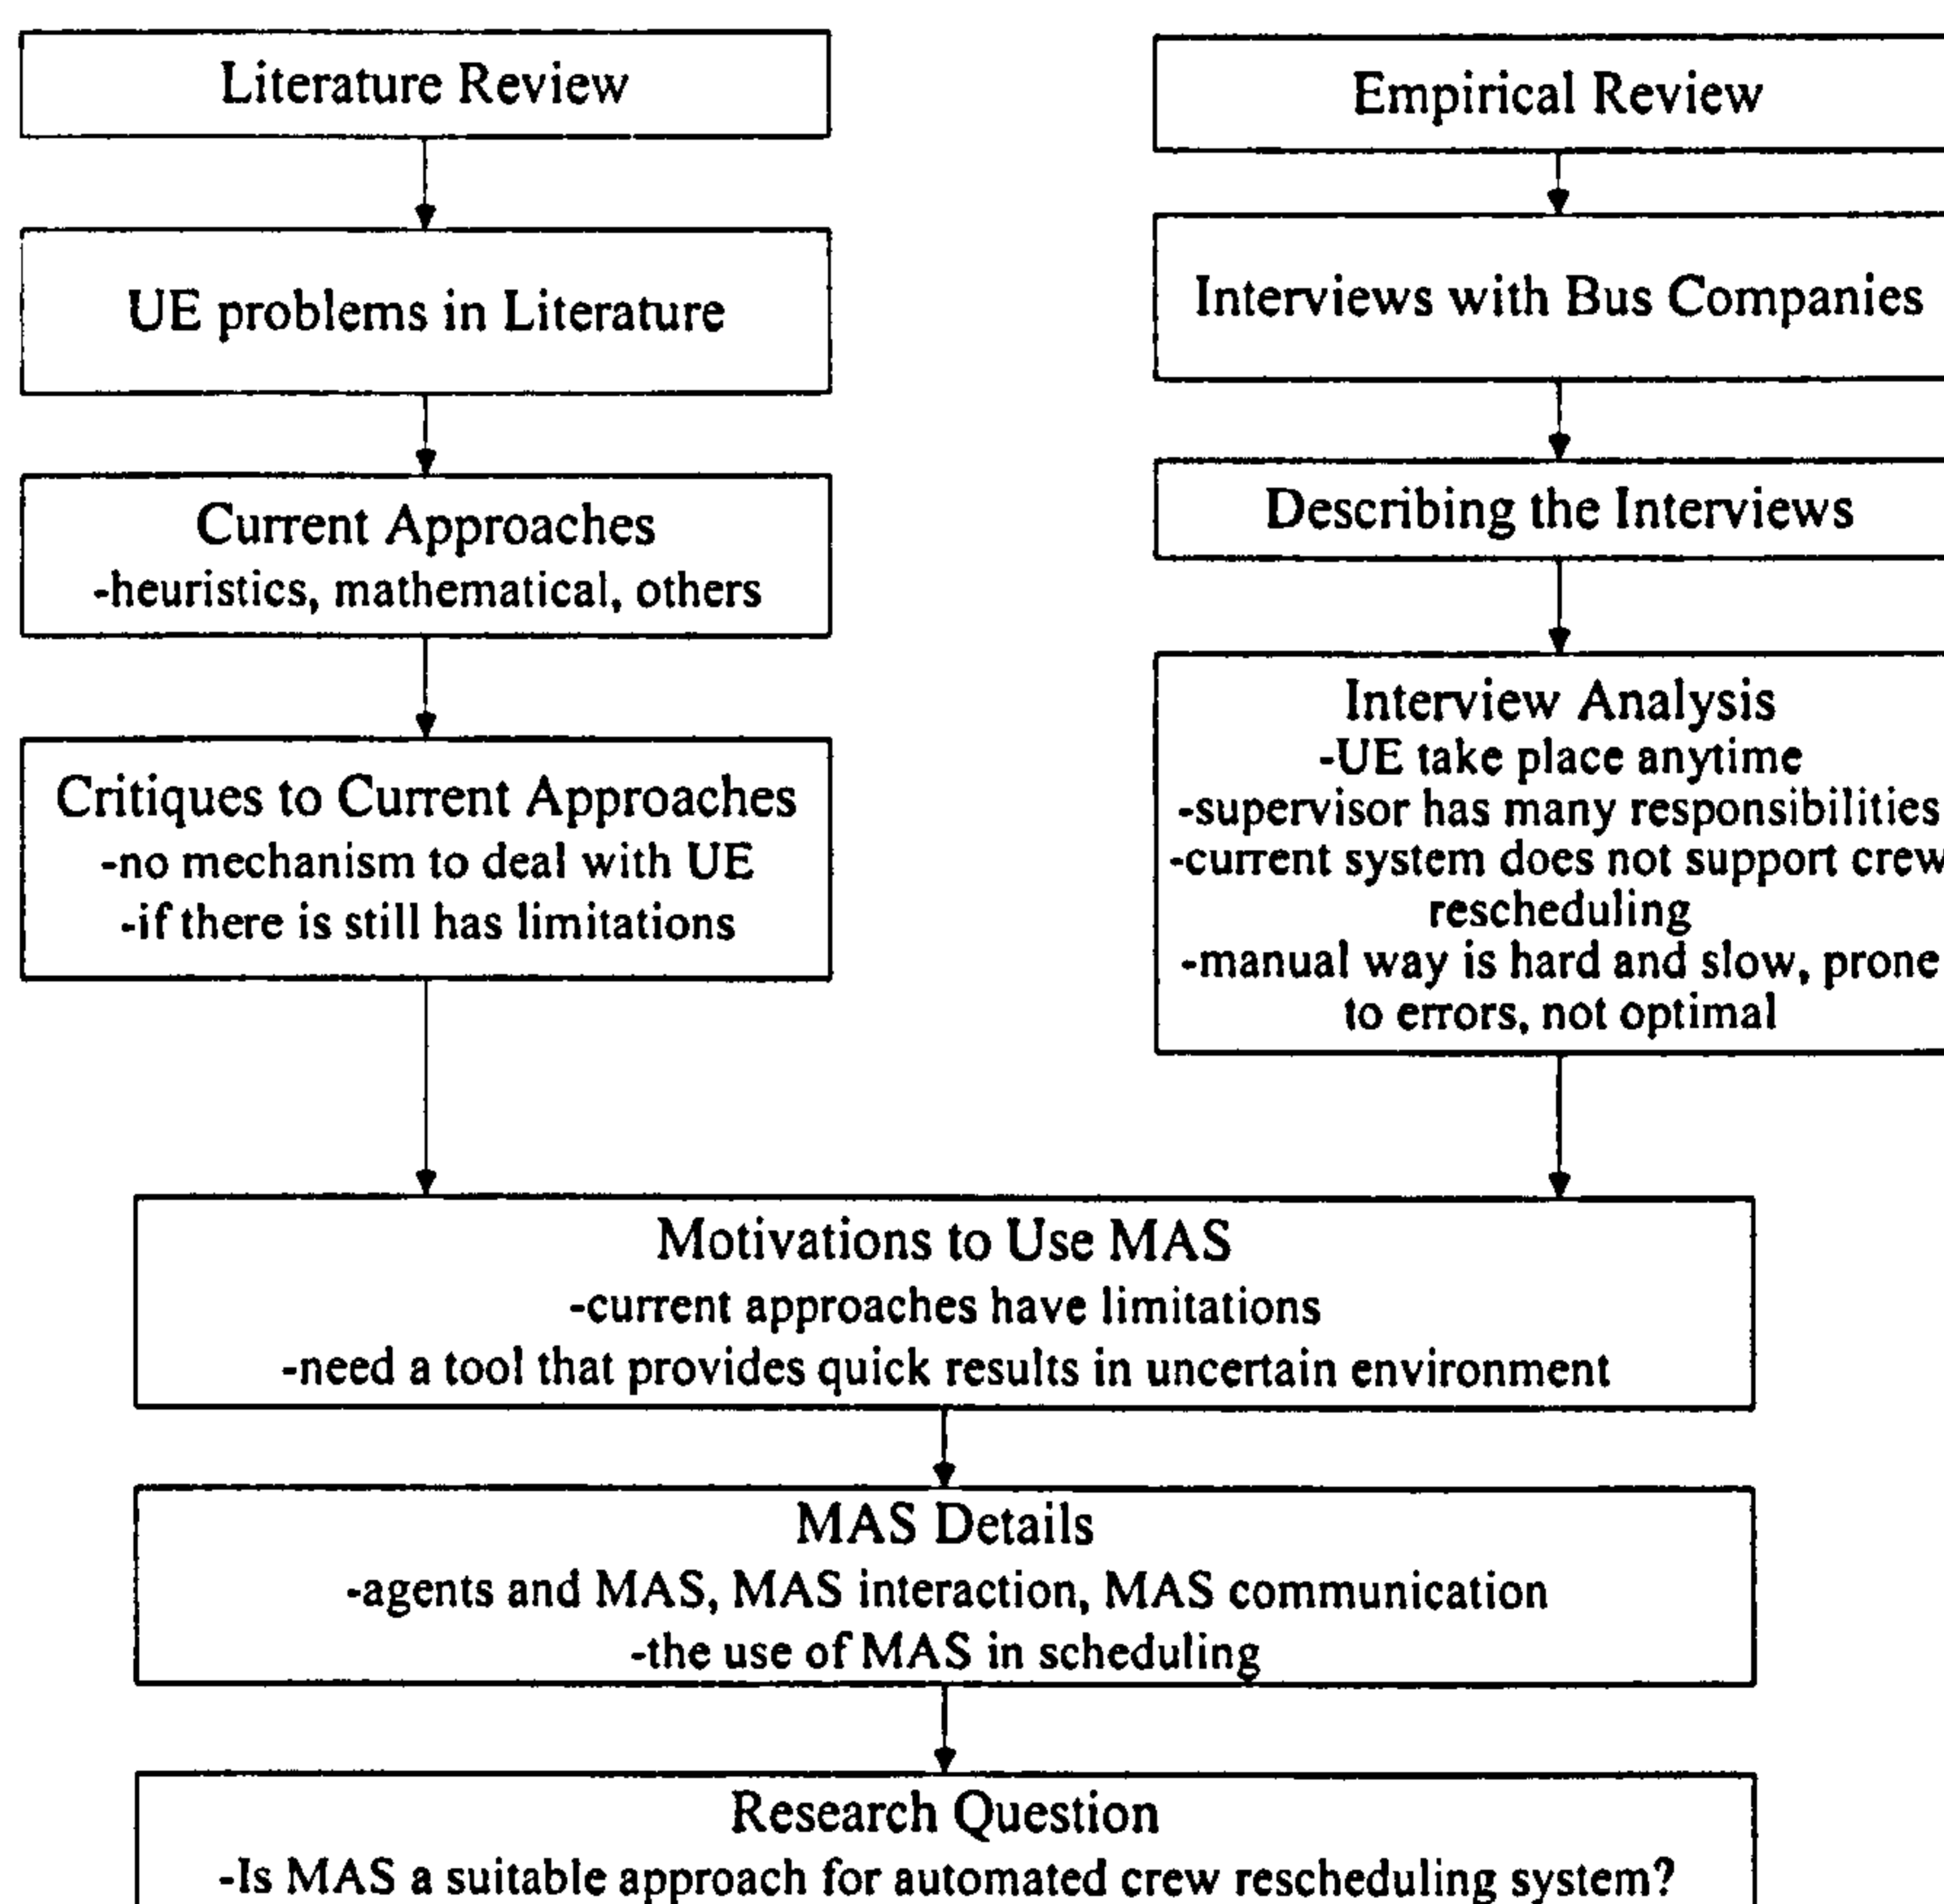 Literature Review
UE problems in Literature
Current Approaches
-heuristics, mathematical, others
Critiques to Current Approaches
-no mechanism to deal with UE
-if there is still has limitations
Empirical Review
Interviews with Bus Companies
Describing the Interviews
Interview Analysis
-UE take place anytime
-supervisor has many responsibilities
-current system does not support crew
rescheduling
-manual way is hard and slow, prone
to errors, not optimal
Motivations to Use MAS
-current approaches have limitations
-need a tool that provides quick results in uncertain environment
MAS Details
-agents and MAS, MAS interaction, MAS communication
-the use of MAS in scheduling
Research Question
-Is MAS a suitable approach for automated crew rescheduling system?